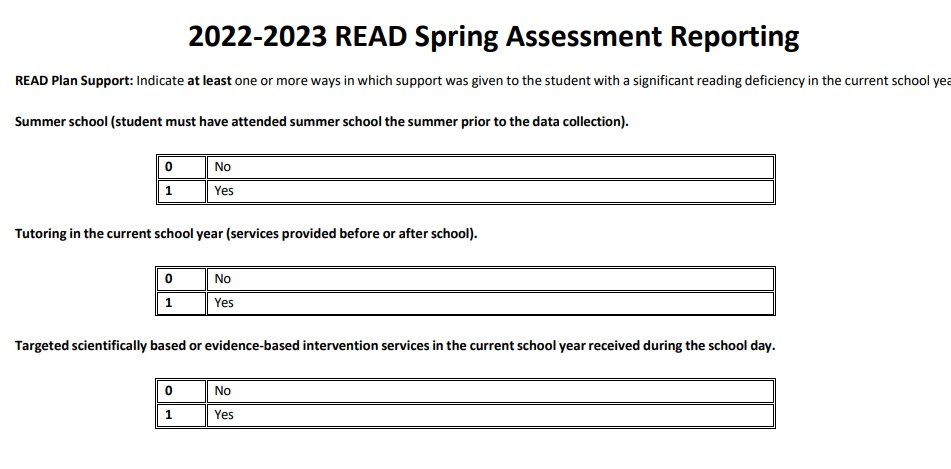 2022-2023 READ Spring Assessment Reporting
READ Plan Support: Indicate at least one or more ways in which support was given to the student with a significant reading deficiency in the current school
Summer school (student must have attended summer school the summer prior to the data collection).
0 No
1 Yes
Tutoring in the current school year (services provided before or after school).
0 No
1 Yes
Targeted scientifically based or evidence-based intervention services in the current school year received during the school day.
0 No
1 Yes